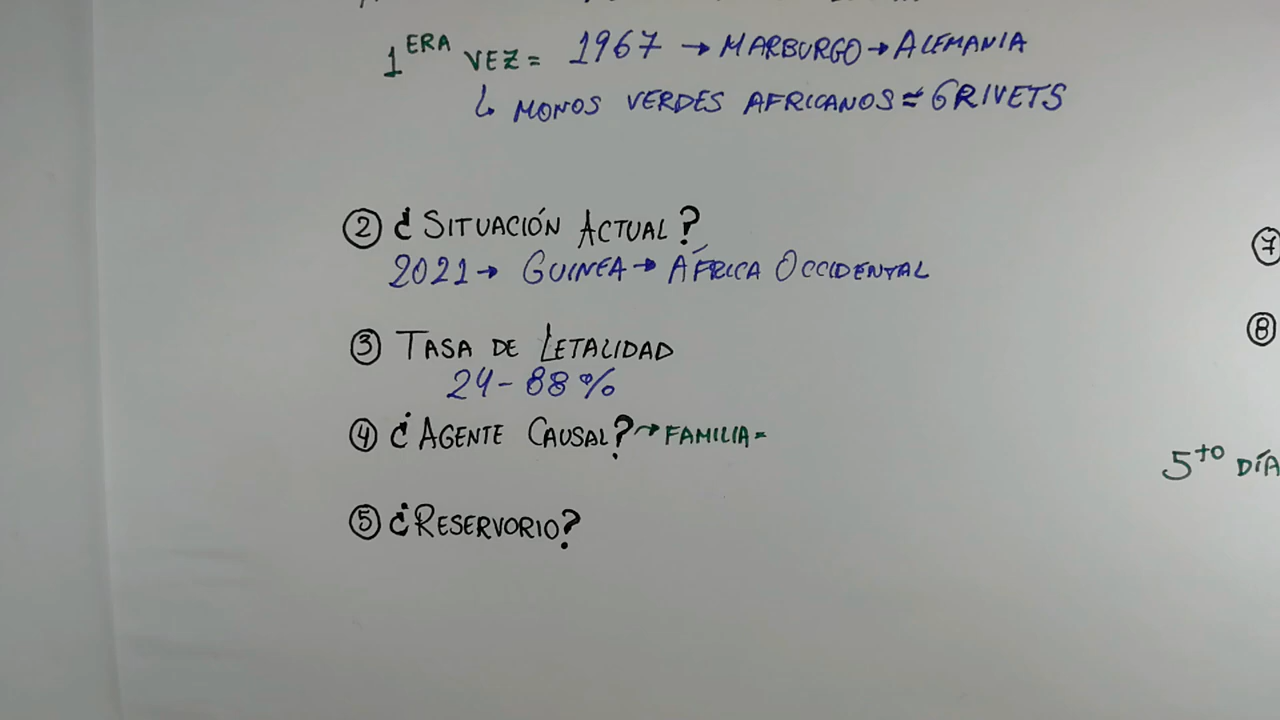 1ERA VEZ = 1967 → MARBURGO → ALEMANIA
↳ MONOS VERDES AFRICANOS ≈ GRIVETS
② ¿SITUACIÓN ACTUAL?
2021 → GUINEA → ÁFRICA OCCIDENTAL
③ TASA DE LETALIDAD
24-88%
④ ¿AGENTE CAUSAL? → FAMILIA =
⑤ ¿RESERVORIO?
⑦
⑧
5to DÍA